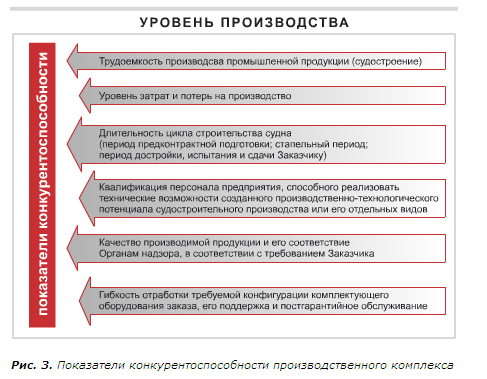 УРОВЕНЬ ПРОИЗВОДСТВА
показатели конкурентоспособности
Трудоемкость производсва промышленной продукции (судостроение)
Уровень затрат и потерь на производство
Длительность цикла строительства судна
(период предконтрактной подготовки; стапельный период;
период достройки, испытания и сдачи Заказчику)
Квалификация персонала предприятия, способного реализовать
технические возможности созданного производственно-технологического
потенциала судостроительного производства или его отдельных видов
Качество производимой продукции и его соответствие
Органам надзора, в соответствии с требованием Заказчика
Гибкость отработки требуемой конфигурации комплектующего
оборудования заказа, его поддержка и постгарантийное обслуживание
Рис. 3. Показатели конкурентоспособности производственного комплекса